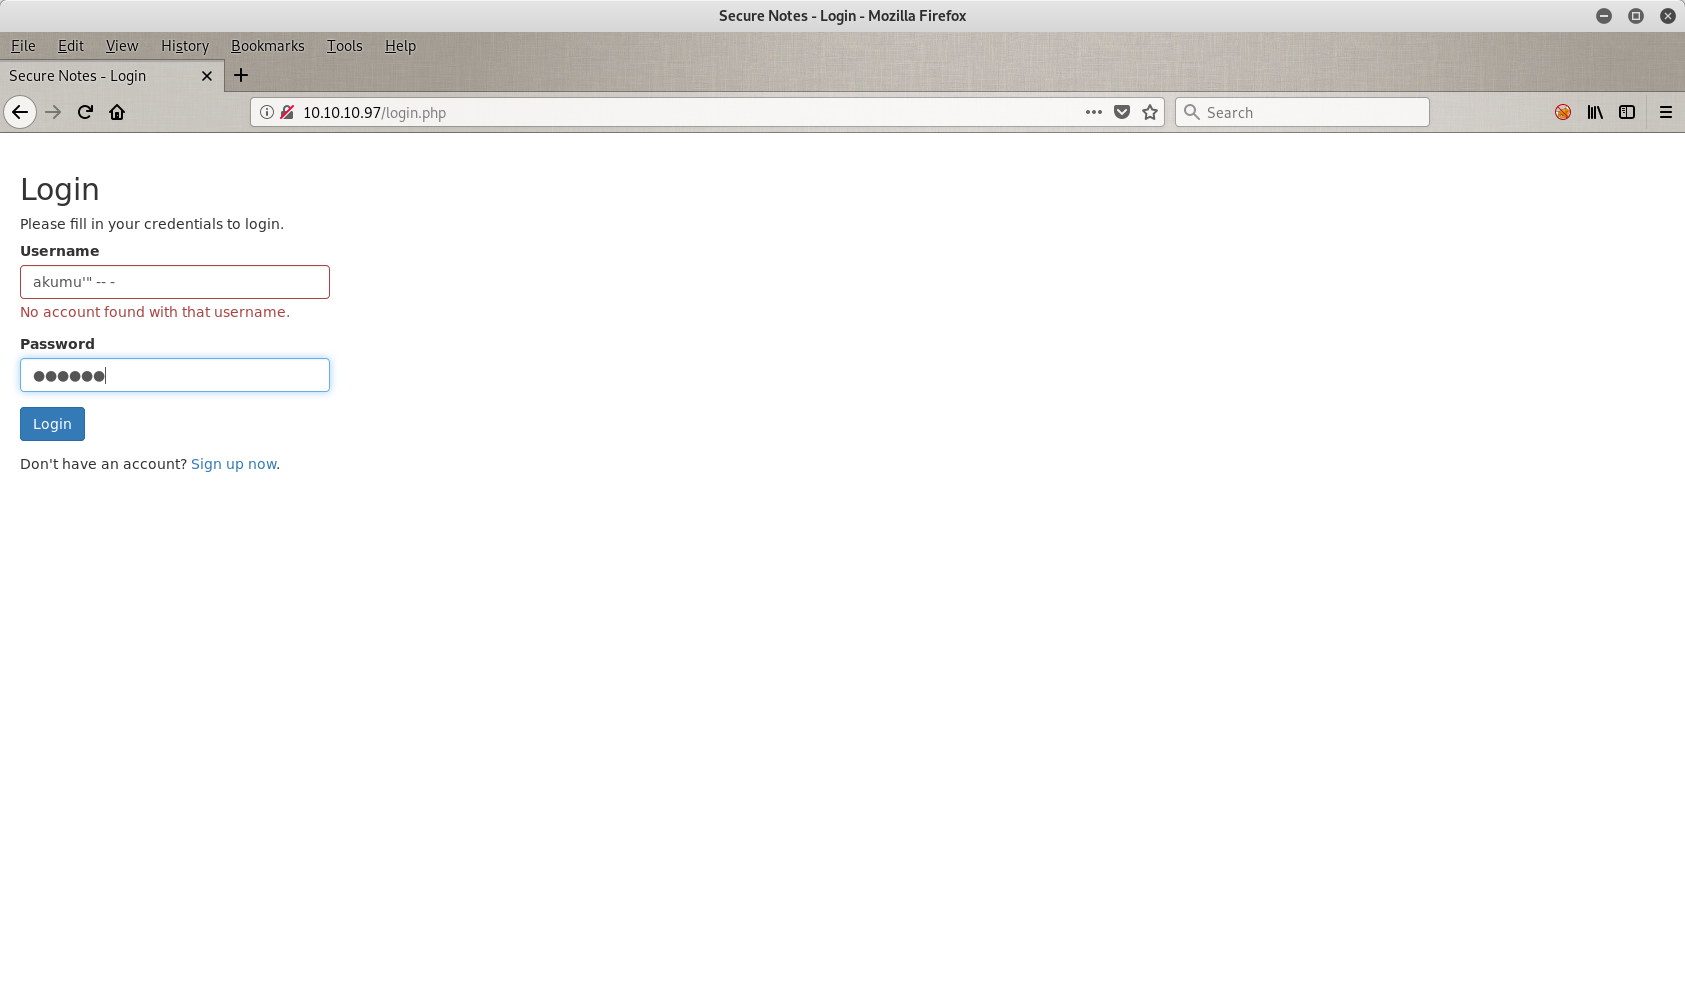 Secure Notes - Login - Mozilla Firefox
File Edit View History Bookmarks Tools Help
Secure Notes - Login
10.10.10.97/login.php
Search
Login
Please fill in your credentials to login.
Username
akumu'" -- -
No account found with that username.
Password
●●●●●●
Login
Don't have an account? Sign up now.